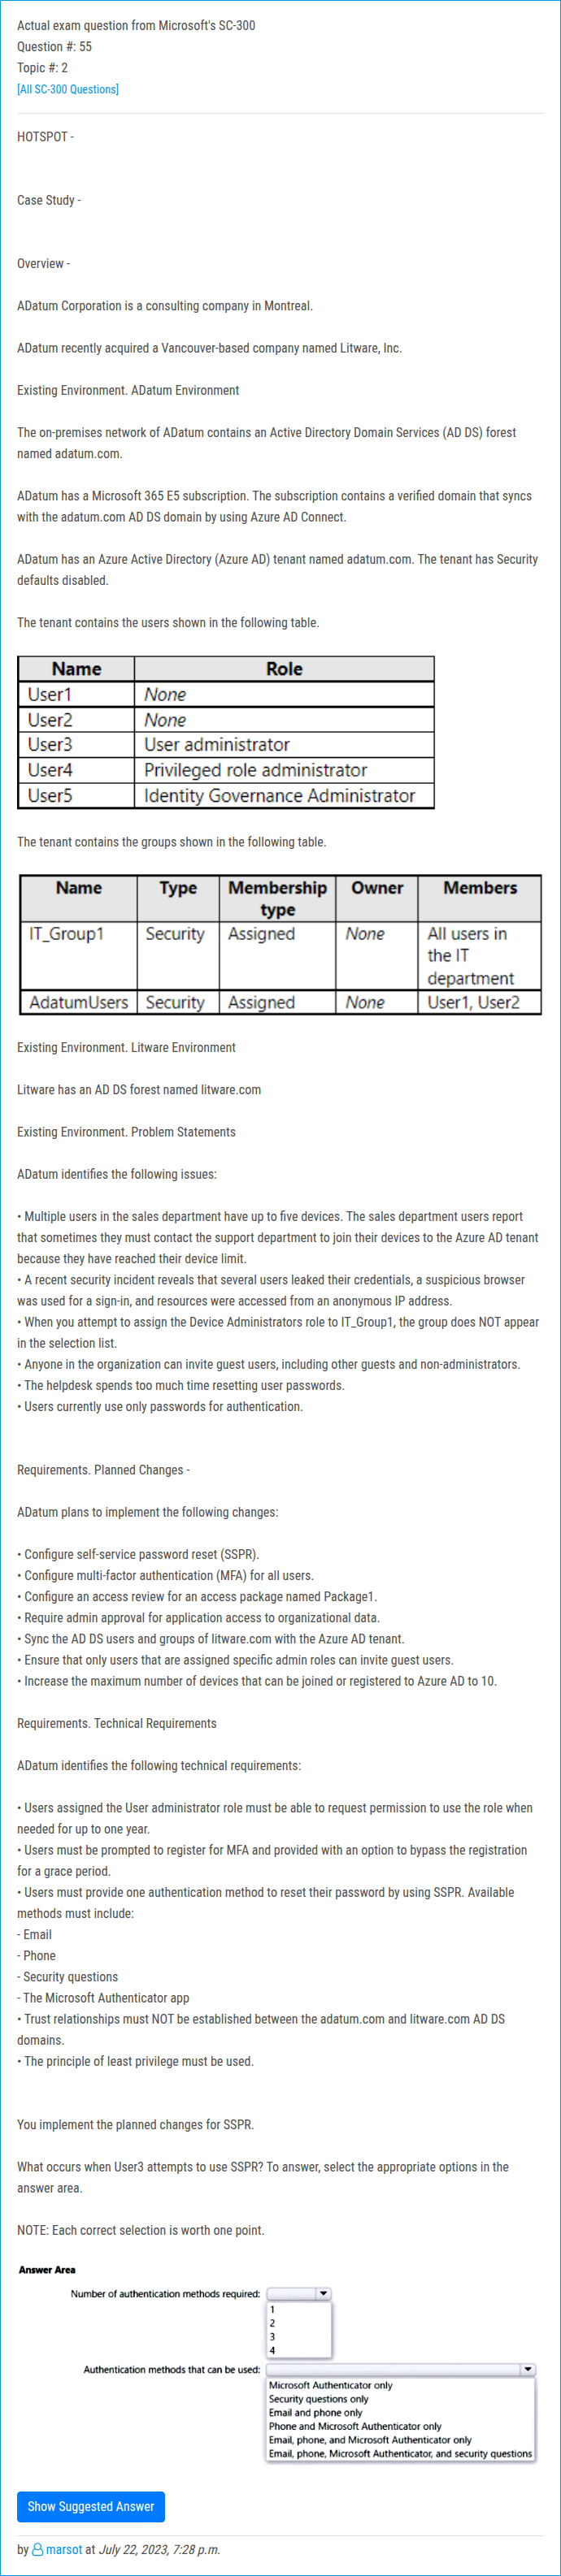 Actual exam question from Microsoft's SC-300
Question #: 55
Topic #: 2
[All SC-300 Questions]
HOTSPOT -
Case Study -
Overview -
ADatum Corporation is a consulting company in Montreal.
ADatum recently acquired a Vancouver-based company named Litware, Inc.
Existing Environment. ADatum Environment
The on-premises network of ADatum contains an Active Directory Domain Services (AD DS) forest
named adatum.com.
ADatum has a Microsoft 365 E5 subscription. The subscription contains a verified domain that syncs
with the adatum.com AD DS domain by using Azure AD Connect.
ADatum has an Azure Active Directory (Azure AD) tenant named adatum.com. The tenant has Security
defaults disabled.
The tenant contains the users shown in the following table.
Name Role
User1 None
User2 None
User3 User administrator
User4 Privileged role administrator
User5 Identity Governance Administrator
The tenant contains the groups shown in the following table.
Name Type Membership Owner Members
type
IT_Group1 Security Assigned None All users in
the IT
department
AdatumUsers Security Assigned None User1, User2
Existing Environment. Litware Environment
Litware has an AD DS forest named litware.com
Existing Environment. Problem Statements
ADatum identifies the following issues:
• Multiple users in the sales department have up to five devices. The sales department users report
that sometimes they must contact the support department to join their devices to the Azure AD tenant
because they have reached their device limit.
• A recent security incident reveals that several users leaked their credentials, a suspicious browser
was used for a sign-in, and resources were accessed from an anonymous IP address.
• When you attempt to assign the Device Administrators role to IT_Group1, the group does NOT appear
in the selection list.
• Anyone in the organization can invite guest users, including other guests and non-administrators.
• The helpdesk spends too much time resetting user passwords.
• Users currently use only passwords for authentication.
Requirements. Planned Changes -
ADatum plans to implement the following changes:
• Configure self-service password reset (SSPR).
• Configure multi-factor authentication (MFA) for all users.
• Configure an access review for an access package named Package1.
• Require admin approval for application access to organizational data.
• Sync the AD DS users and groups of litware.com with the Azure AD tenant.
• Ensure that only users that are assigned specific admin roles can invite guest users.
• Increase the maximum number of devices that can be joined or registered to Azure AD to 10.
Requirements. Technical Requirements
ADatum identifies the following technical requirements:
• Users assigned the User administrator role must be able to request permission to use the role when
needed for up to one year.
• Users must be prompted to register for MFA and provided with an option to bypass the registration
for a grace period.
• Users must provide one authentication method to reset their password by using SSPR. Available
methods must include:
- Email
- Phone
- Security questions
- The Microsoft Authenticator app
• Trust relationships must NOT be established between the adatum.com and litware.com AD DS
domains.
• The principle of least privilege must be used.
You implement the planned changes for SSPR.
What occurs when User3 attempts to use SSPR? To answer, select the appropriate options in the
answer area.
NOTE: Each correct selection is worth one point.
Answer Area
Number of authentication methods required:
1
2
3
4
Authentication methods that can be used:
Microsoft Authenticator only
Security questions only
Email and phone only
Phone and Microsoft Authenticator only
Email, phone, and Microsoft Authenticator only
Email, phone, Microsoft Authenticator, and security questions
Show Suggested Answer
by marsot at July 22, 2023, 7:28 p.m.